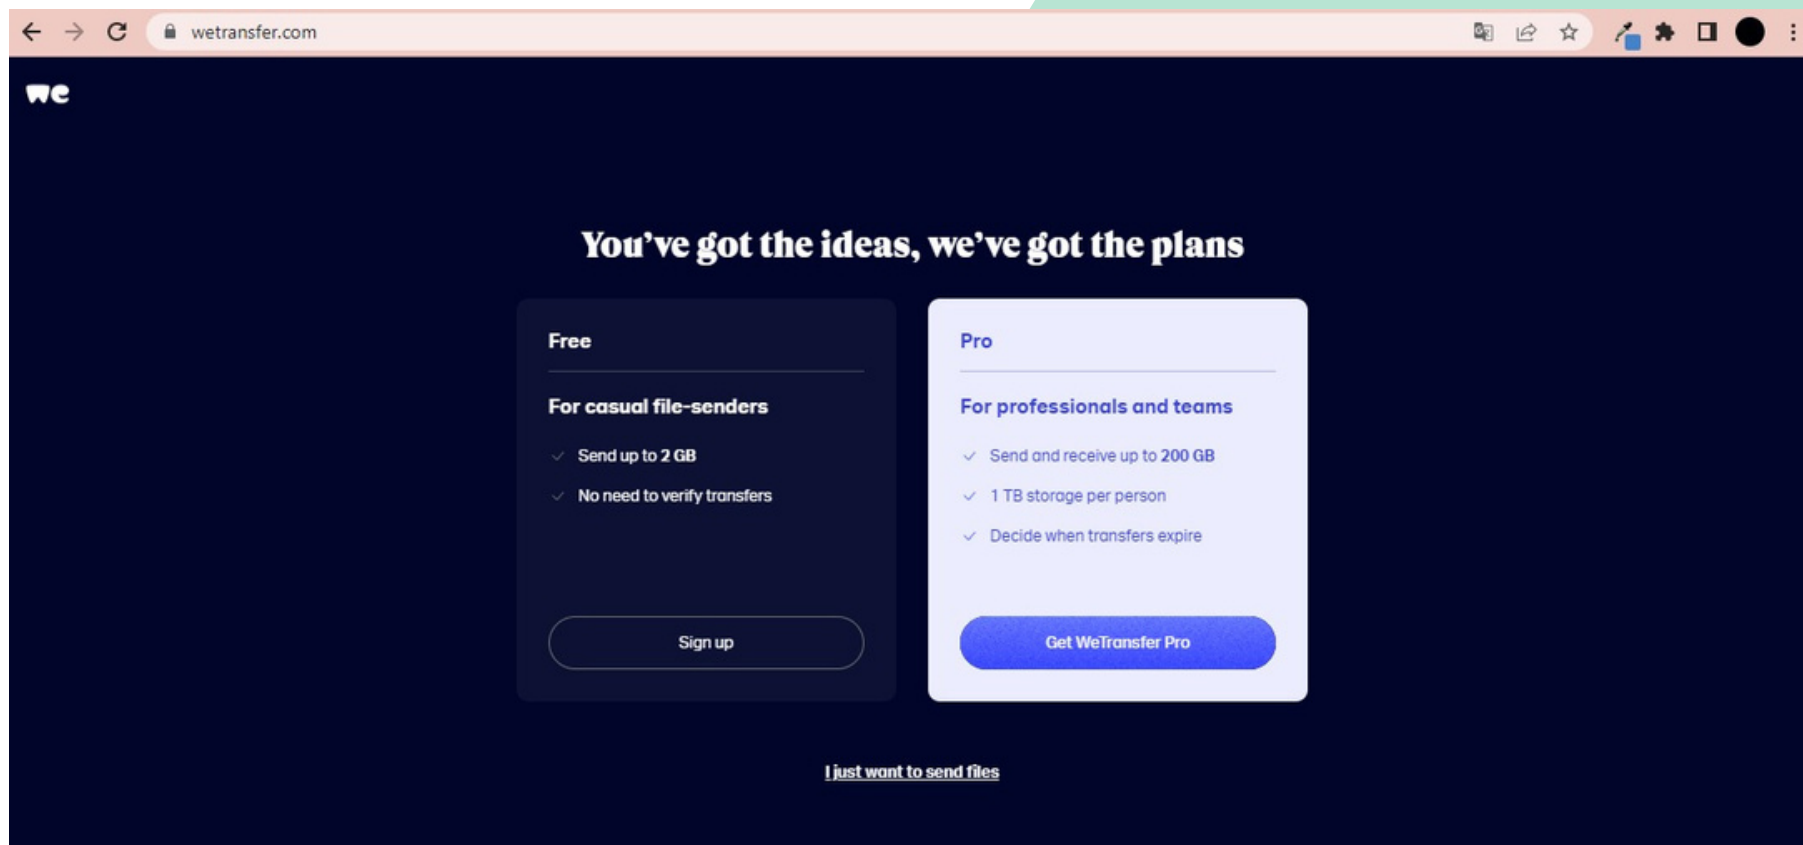 wetransfer.com
we
You’ve got the ideas, we’ve got the plans
Free
For casual file-senders
Send up to 2 GB
No need to verify transfers
Sign up
Pro
For professionals and teams
Send and receive up to 200 GB
1 TB storage per person
Decide when transfers expire
Get WeTransfer Pro
I just want to send files